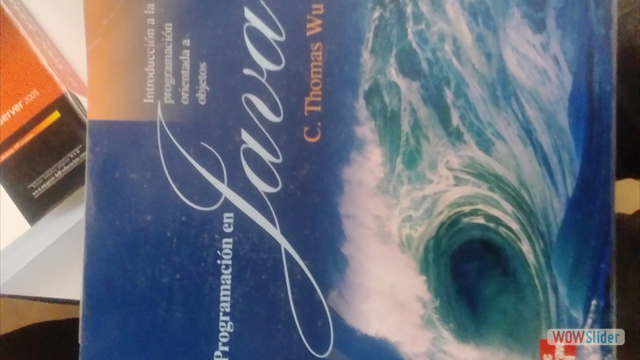 Introducción a la
programación
orientada a
objetos
Programación en
Java
C. Thomas Wu
erver 2005
WOWSlider